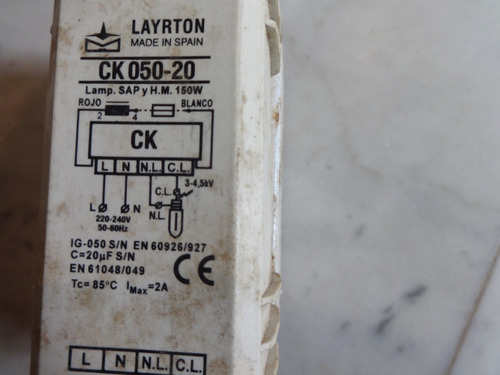 LAYRTON
MADE IN SPAIN
CK 050-20
Lamp. SAP y H.M. 150W
ROJO BLANCO
2 4
CK
L N N.L. C.L.
C.L. 3-4,5kV
L N N.L.
220-240V
50-60Hz
IG-050 S/N EN 60926/927
C=20µF S/N
EN 61048/049
CE
Tc= 85°C IMax=2A
L N N.L. C.L.